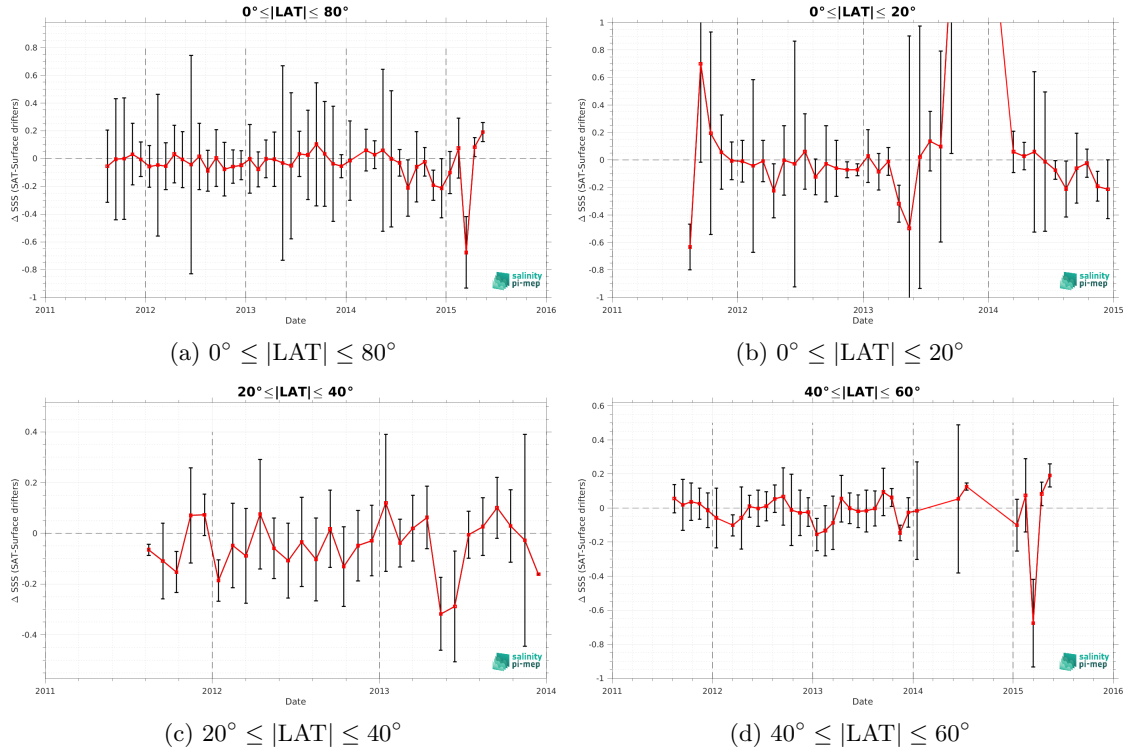 0°≤|LAT|≤ 80°
Δ SSS (SAT-Surface drifters)
0.8
0.6
0.4
0.2
0
-0.2
-0.4
-0.6
-0.8
-1
2011
2012
2013
2014
2015
2016
Date
salinity
pi-mep
(a) 0° ≤ |LAT| ≤ 80°
0°≤|LAT|≤ 20°
Δ SSS (SAT-Surface drifters)
1
0.8
0.6
0.4
0.2
0
-0.2
-0.4
-0.6
-0.8
-1
2011
2012
2013
2014
2015
Date
salinity
pi-mep
(b) 0° ≤ |LAT| ≤ 20°
20°≤|LAT|≤ 40°
Δ SSS (SAT-Surface drifters)
0.4
0.2
0
-0.2
-0.4
2011
2012
2013
2014
Date
salinity
pi-mep
(c) 20° ≤ |LAT| ≤ 40°
40°≤|LAT|≤ 60°
Δ SSS (SAT-Surface drifters)
0.6
0.4
0.2
0
-0.2
-0.4
-0.6
-0.8
-1
2011
2012
2013
2014
2015
2016
Date
salinity
pi-mep
(d) 40° ≤ |LAT| ≤ 60°